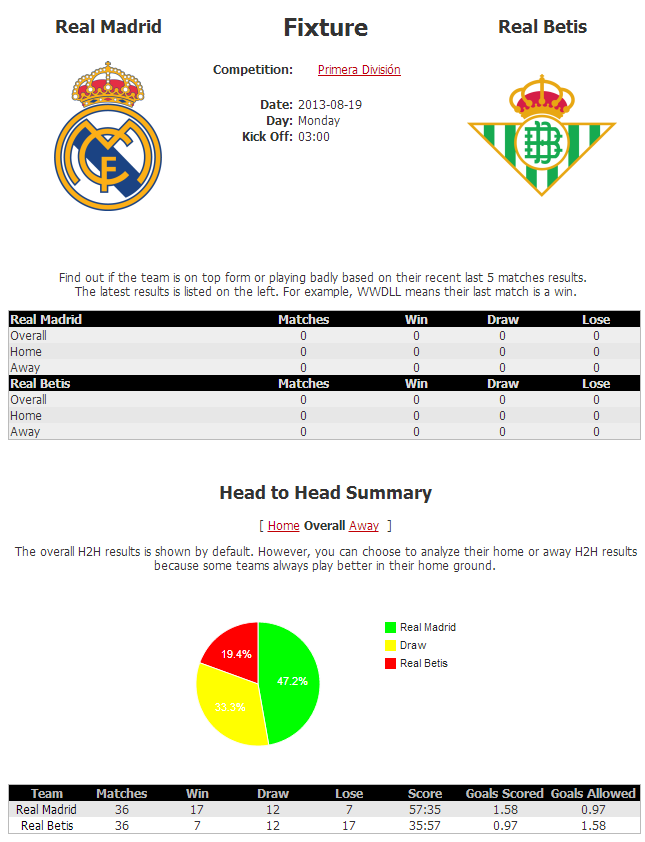 Real Madrid Fixture Real Betis
Competition: Primera División
Date: 2013-08-19
Day: Monday
Kick Off: 03:00
Find out if the team is on top form or playing badly based on their recent last 5 matches results.
The latest results is listed on the left. For example, WWDLL means their last match is a win.
Real Madrid Matches Win Draw Lose
Overall 0 0 0 0
Home 0 0 0 0
Away 0 0 0 0
Real Betis Matches Win Draw Lose
Overall 0 0 0 0
Home 0 0 0 0
Away 0 0 0 0
Head to Head Summary
[ Home Overall Away ]
The overall H2H results is shown by default. However, you can choose to analyze their home or away H2H results
because some teams always play better in their home ground.
Real Madrid
Draw
Real Betis
19.4%
47.2%
33.3%
Team Matches Win Draw Lose Score Goals Scored Goals Allowed
Real Madrid 36 17 12 7 57:35 1.58 0.97
Real Betis 36 7 12 17 35:57 0.97 1.58